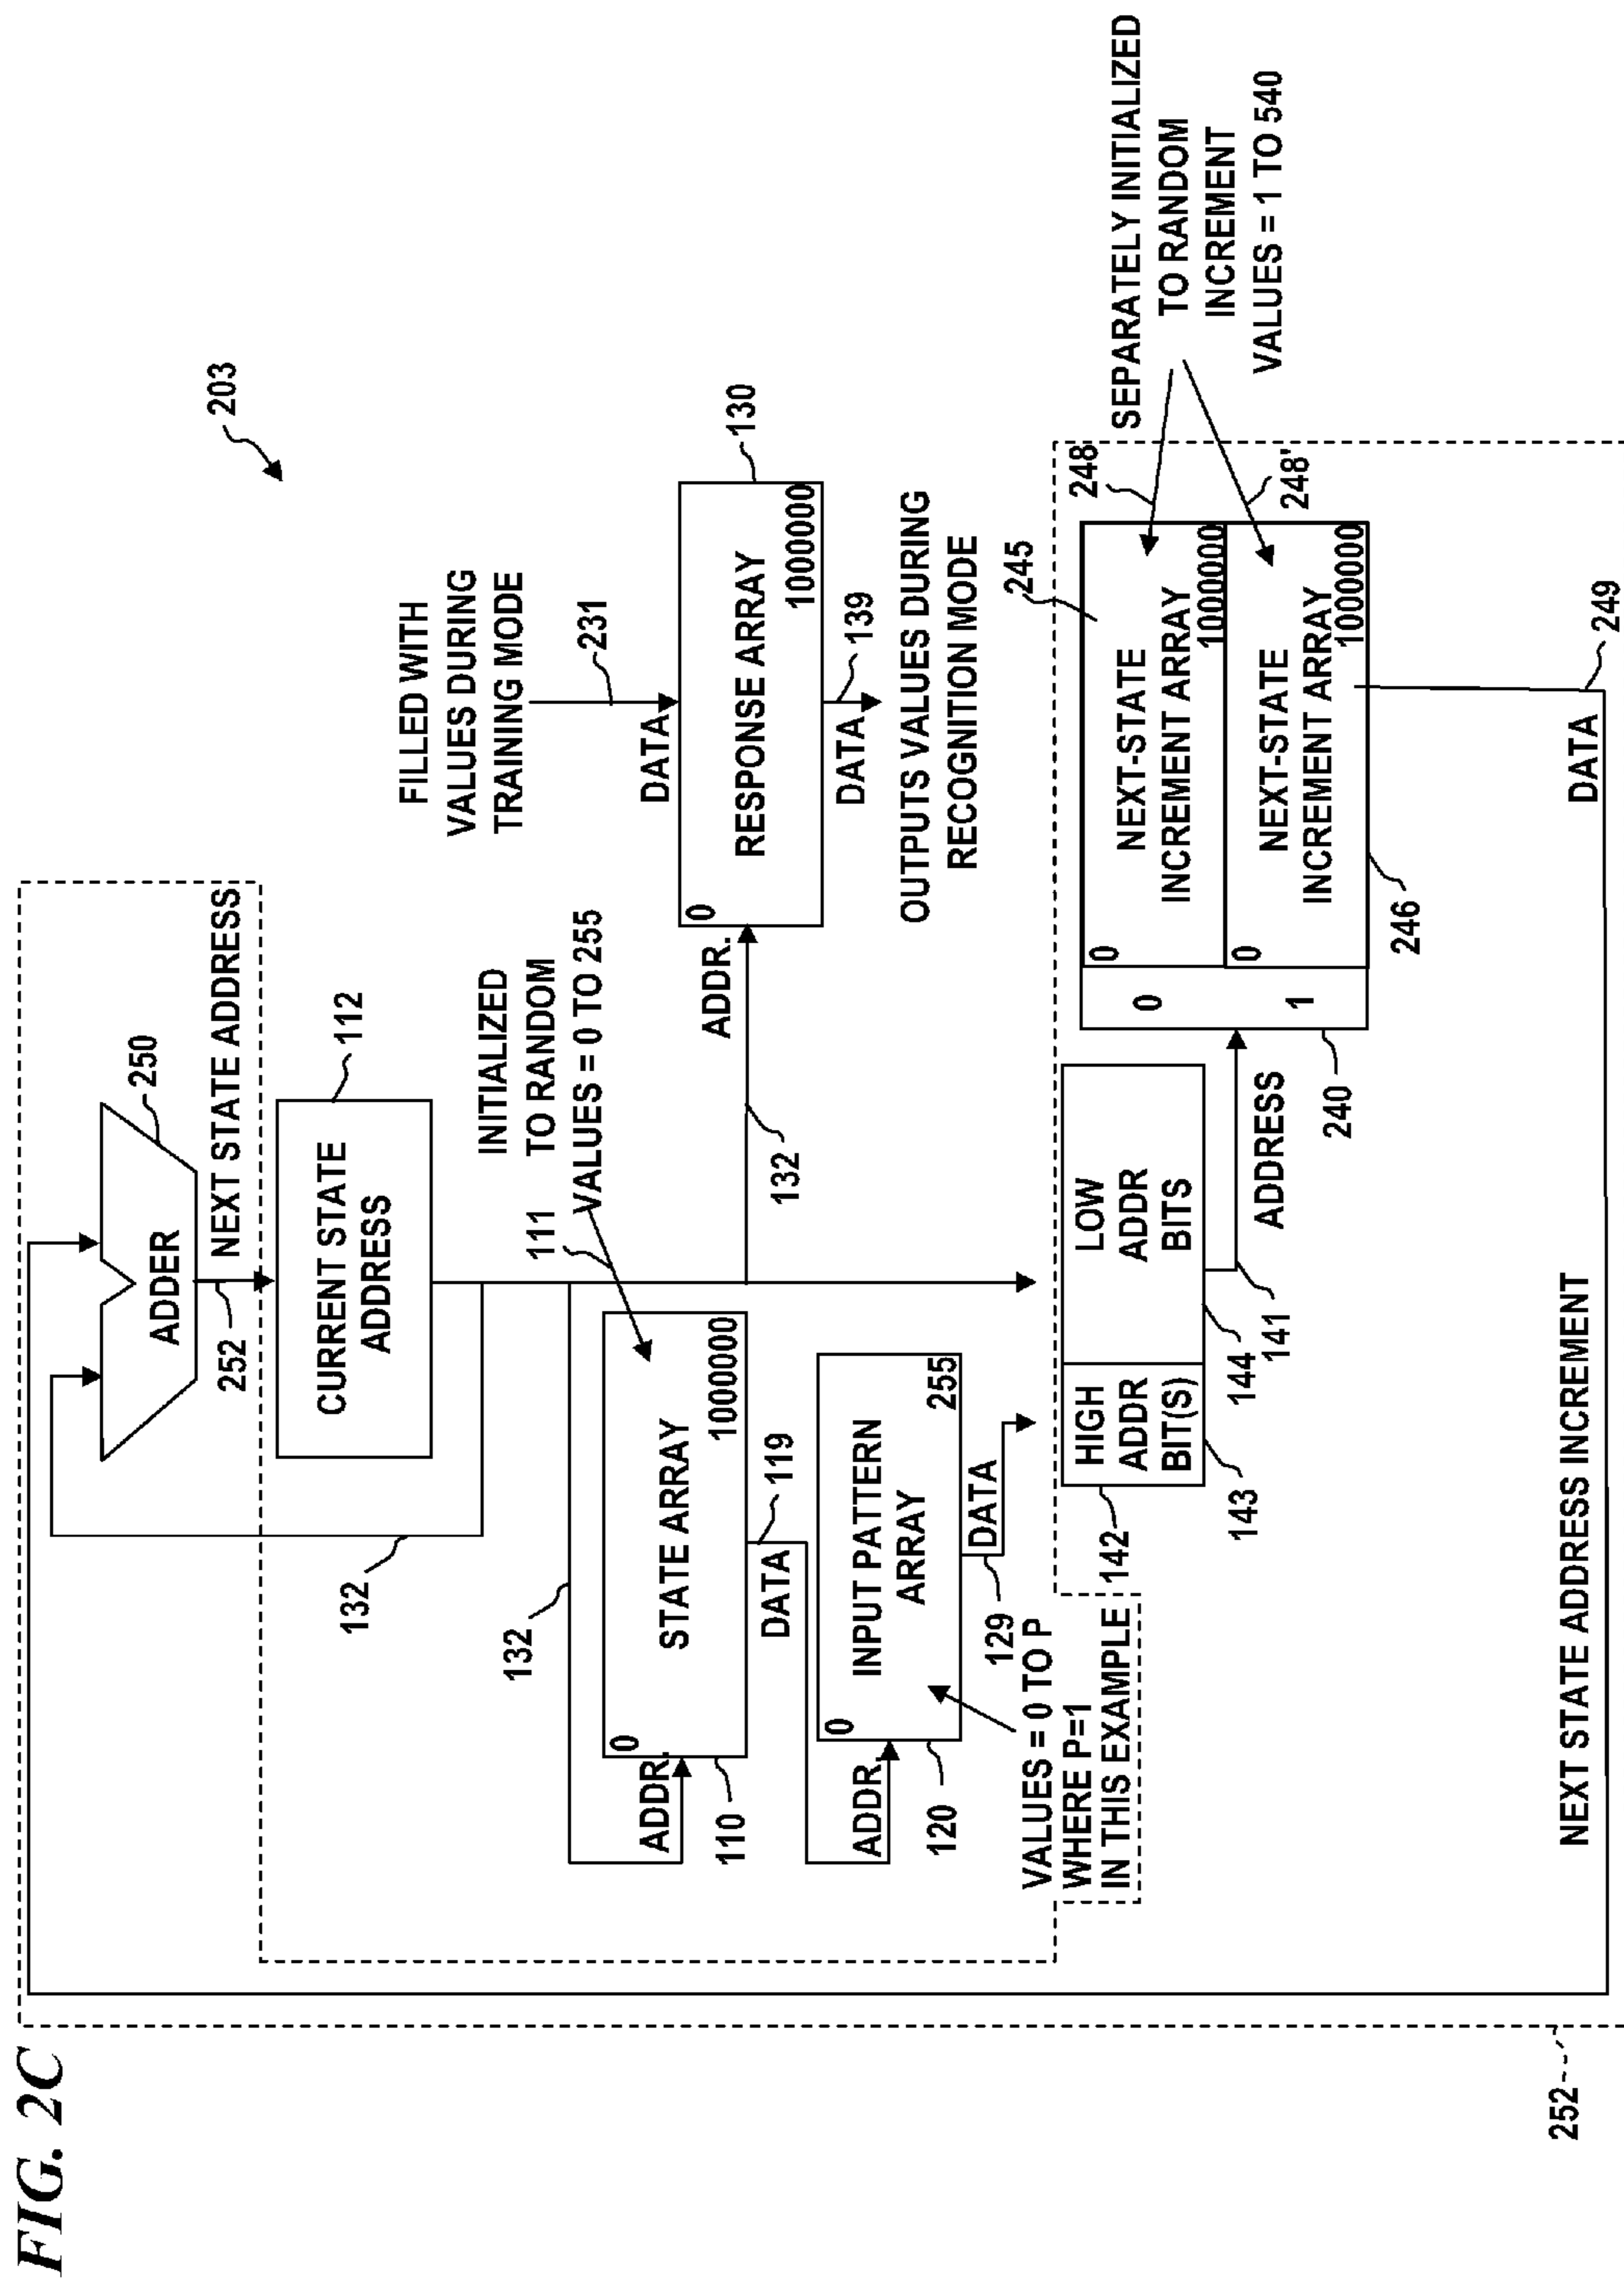 FIG. 2C
203
ADDER
250
252
NEXT STATE ADDRESS
CURRENT STATE
ADDRESS
112
132
132
INITIALIZED
TO RANDOM
VALUES = 0 TO 255
111
0
STATE ARRAY
1000000
ADDR.
110
DATA
119
0
INPUT PATTERN
ARRAY
255
ADDR.
120
DATA
129
VALUES = 0 TO P
WHERE P=1
IN THIS EXAMPLE
132
ADDR.
FILLED WITH
VALUES DURING
TRAINING MODE
231
DATA
0
RESPONSE ARRAY
1000000
130
DATA
139
OUTPUTS VALUES DURING
RECOGNITION MODE
HIGH
ADDR
BIT(S)
LOW
ADDR
BITS
142
143
144
141
ADDRESS
240
0
1
245
0
NEXT-STATE
INCREMENT ARRAY
1000000
0
NEXT-STATE
INCREMENT ARRAY
1000000
246
248
248'
SEPARATELY INITIALIZED
TO RANDOM
INCREMENT
VALUES = 1 TO 540
DATA
249
NEXT STATE ADDRESS INCREMENT
252